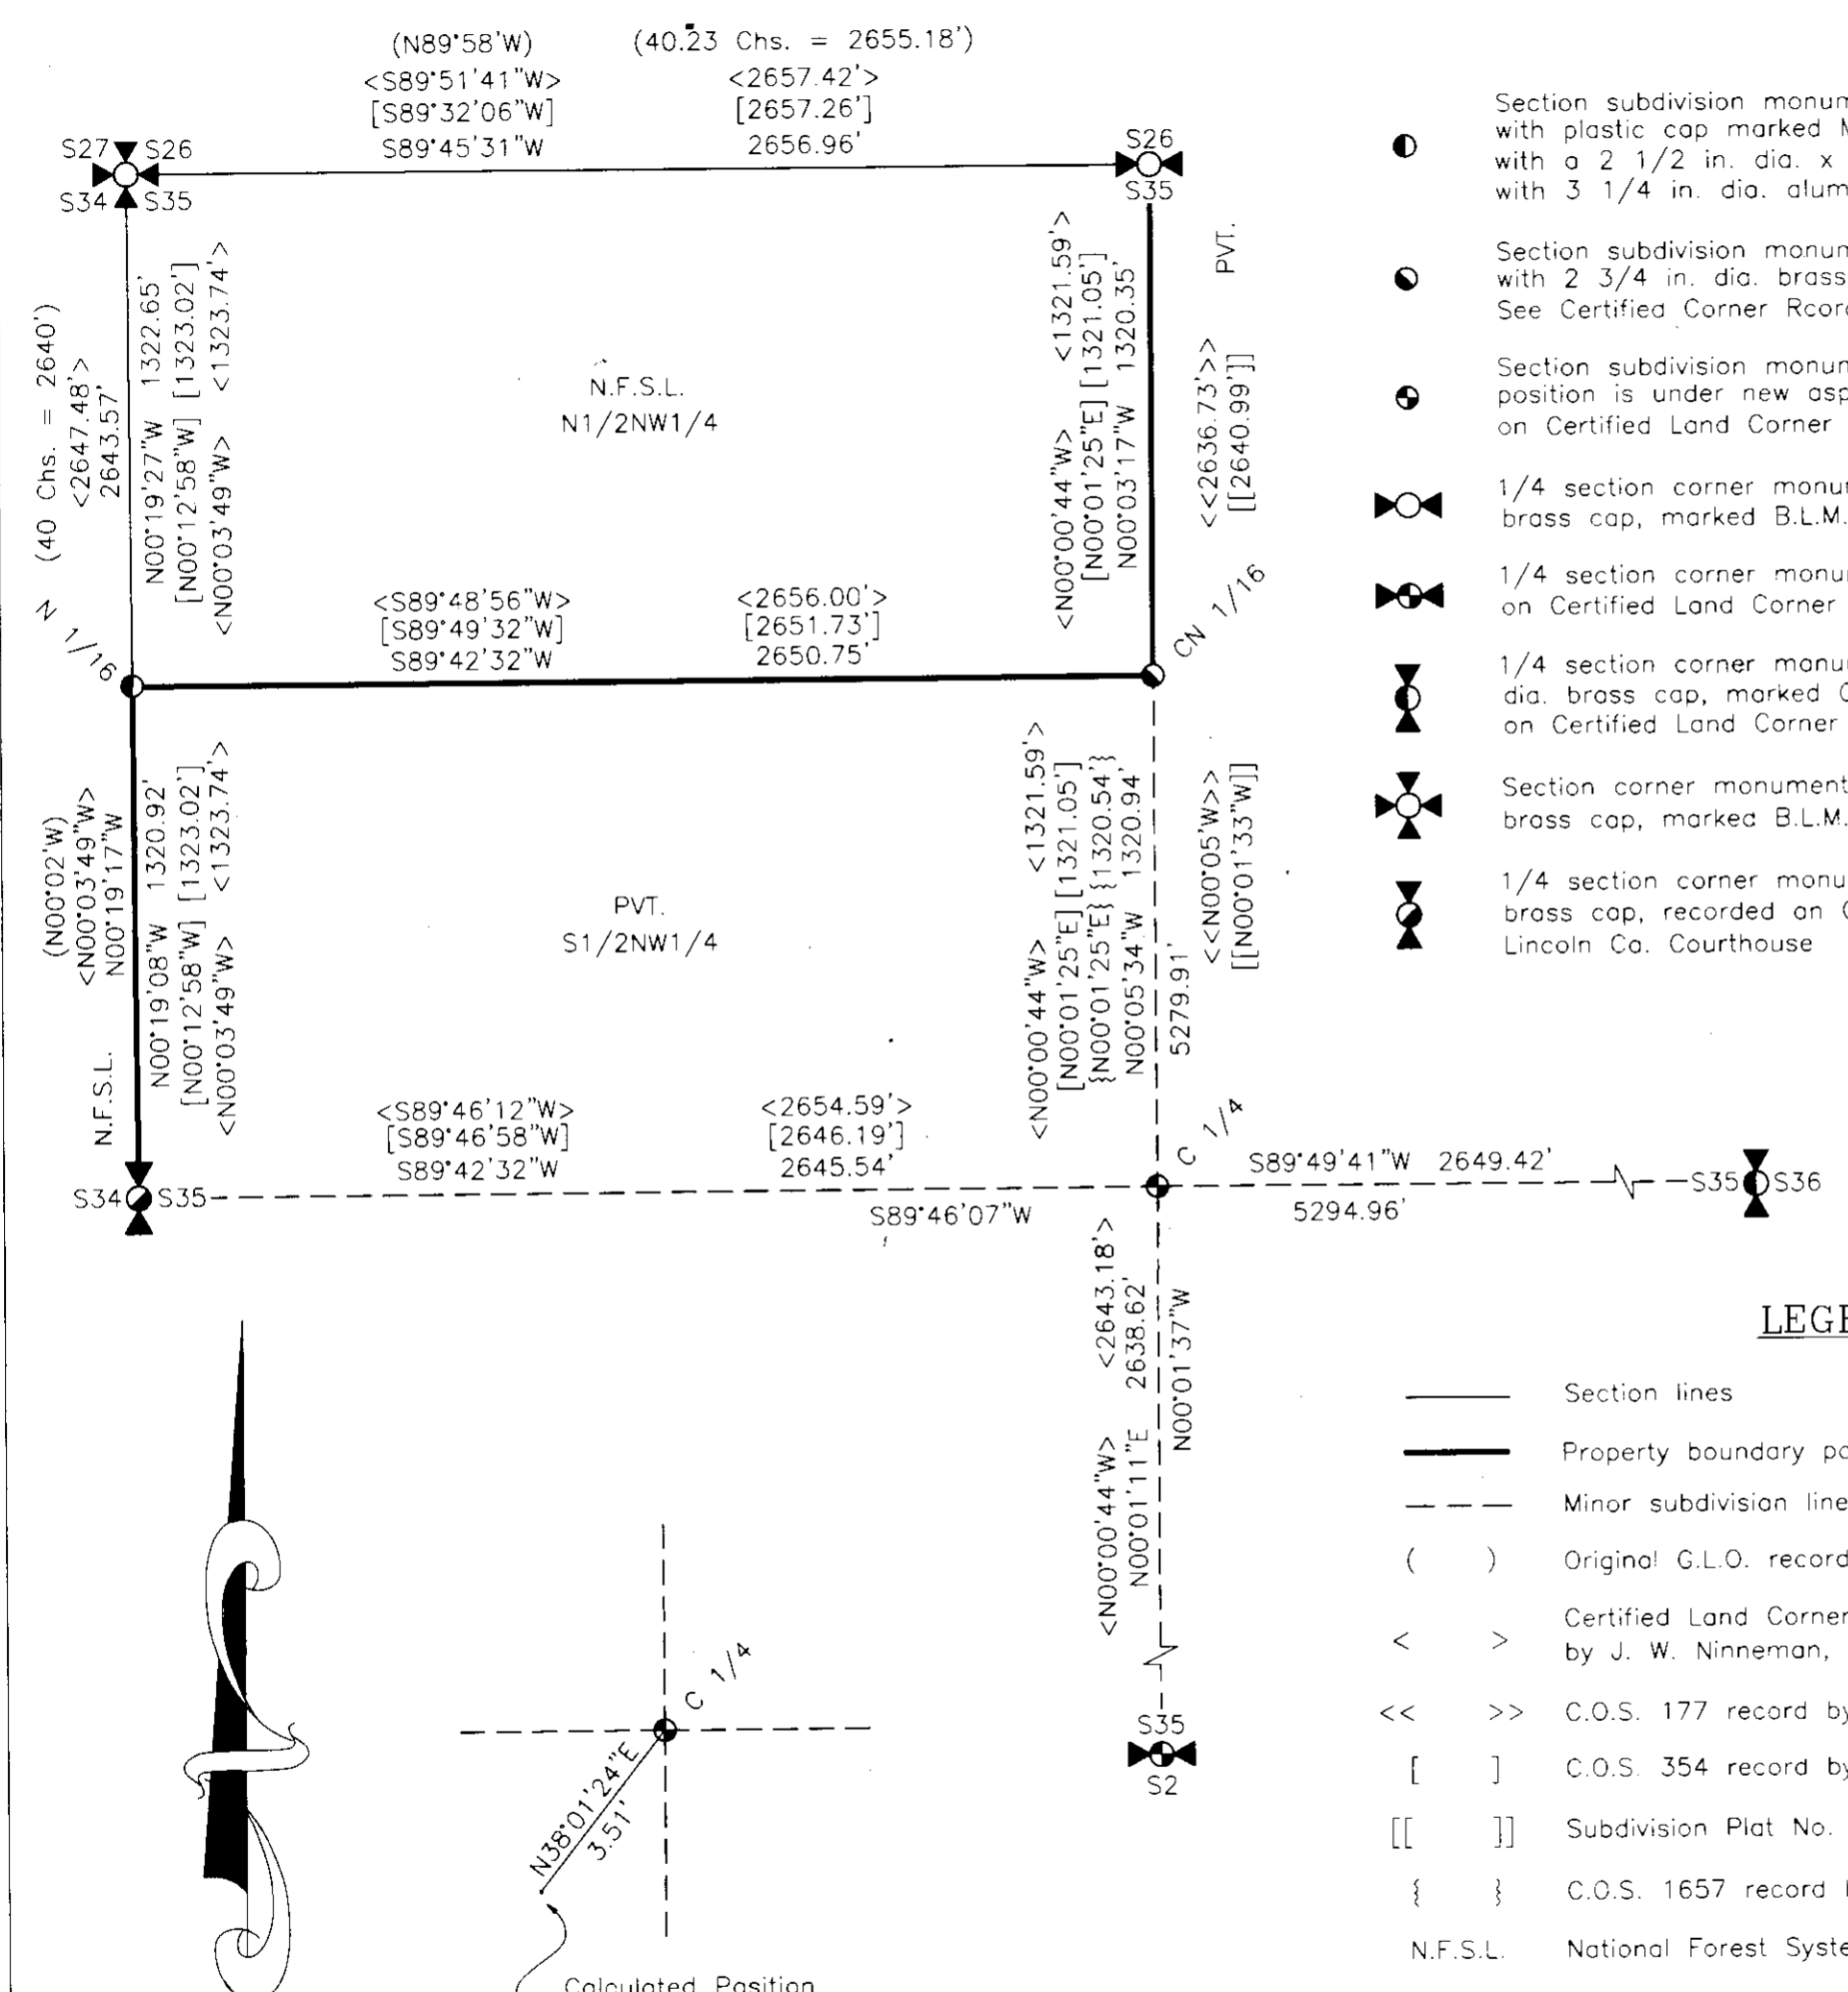 (N89°58'W) (40.23 Chs. = 2655.18')
<S89°51'41"W> <2657.42'>
[S89°32'06"W] [2657.26']
S89°45'31"W 2656.96'
S27 S26
S34 S35
S26
S35
(40 Chs. = 2640')
<2647.48'>
2643.57'
N00°19'27"W 1322.65'
[N00°12'58"W] [1323.02']
<N00°03'49"W> <1323.74'>
N.F.S.L.
N1/2NW1/4
<N00°00'44"W> <1321.59'>
[N00°01'25"E] [1321.05']
N00°03'17"W 1320.35'
PVT.
<<2636.73'>>
[[2640.99']]
N 1/16
<S89°48'56"W> <2656.00'>
[S89°49'32"W] [2651.73']
S89°42'32"W 2650.75'
CN 1/16
(N00°02'W)
<N00°03'49"W>
N00°19'17"W
N00°19'08"W 1320.92'
[N00°12'58"W] [1323.02']
<N00°03'49"W> <1323.74'>
N.F.S.L.
PVT.
S1/2NW1/4
<N00°00'44"W> <1321.59'>
[N00°01'25"E] [1321.05']
{N00°01'25"E} {1320.54'}
N00°05'34"W 1320.94'
5279.91'
<<N00°05'W>>
[[N00°01'33"W]]
<S89°46'12"W> <2654.59'>
[S89°46'58"W] [2646.19']
S89°42'32"W 2645.54'
C 1/4
S34 S35
S89°46'07"W
S89°49'41"W 2649.42'
5294.96'
S35 S36
<N00°00'44"W> <2643.18'>
N00°01'11"E 2638.62'
N00°01'37"W
S35
S2
C 1/4
N38°01'24"E
3.51'
Calculated Position
Section subdivision monum
with plastic cap marked
with a 2 1/2 in. dia. x
with 3 1/4 in. dia. alum
Section subdivision monun
with 2 3/4 in. dia. brass
See Certified Corner Rcor
Section subdivision monun
position is under new asp
on Certified Land Corner
1/4 section corner monu
brass cap, marked B.L.M.
1/4 section corner monu
on Certified Land Corner
1/4 section corner monu
dia. brass cap, marked
on Certified Land Corner
Section corner monument
brass cap, marked B.L.M.
1/4 section corner monu
brass cap, recorded on
Lincoln Co. Courthouse
LEGE
Section lines
Property boundary po
Minor subdivision line
( ) Original G.L.O. record
< > Certified Land Corner
by J. W. Ninneman,
<< >> C.O.S. 177 record by
[ ] C.O.S. 354 record by
[[ ]] Subdivision Plat No.
{ } C.O.S. 1657 record
N.F.S.L. National Forest Syste